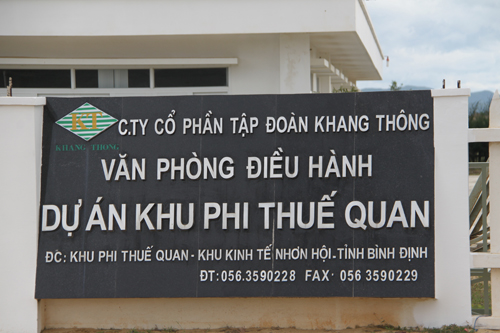 KT
KHANG THONG
C.TY CỔ PHẦN TẬP ĐOÀN KHANG THÔNG
VĂN PHÒNG ĐIỀU HÀNH
DỰ ÁN KHU PHI THUẾ QUAN
ĐC: KHU PHI THUẾ QUAN - KHU KINH TẾ NHƠN HỘI-TỈNH BÌNH ĐỊNH
ĐT: 056.3590228 FAX: 056 3590229